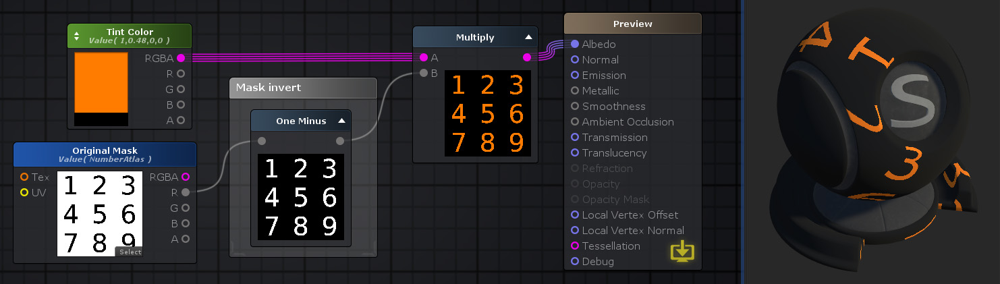 Tint Color
Value( 1,0.48,0,0 )
RGBA
R
G
B
A
Original Mask
Value( NumberAtlas )
Tex
UV
1 2 3
4 5 6
7 8 9
Select
RGBA
R
G
B
A
Mask invert
One Minus
1 2 3
4 5 6
7 8 9
Multiply
A
B
1 2 3
4 5 6
7 8 9
Preview
Albedo
Normal
Emission
Metallic
Smoothness
Ambient Occlusion
Transmission
Translucency
Refraction
Opacity
Opacity Mask
Local Vertex Offset
Local Vertex Normal
Tessellation
Debug
S
3